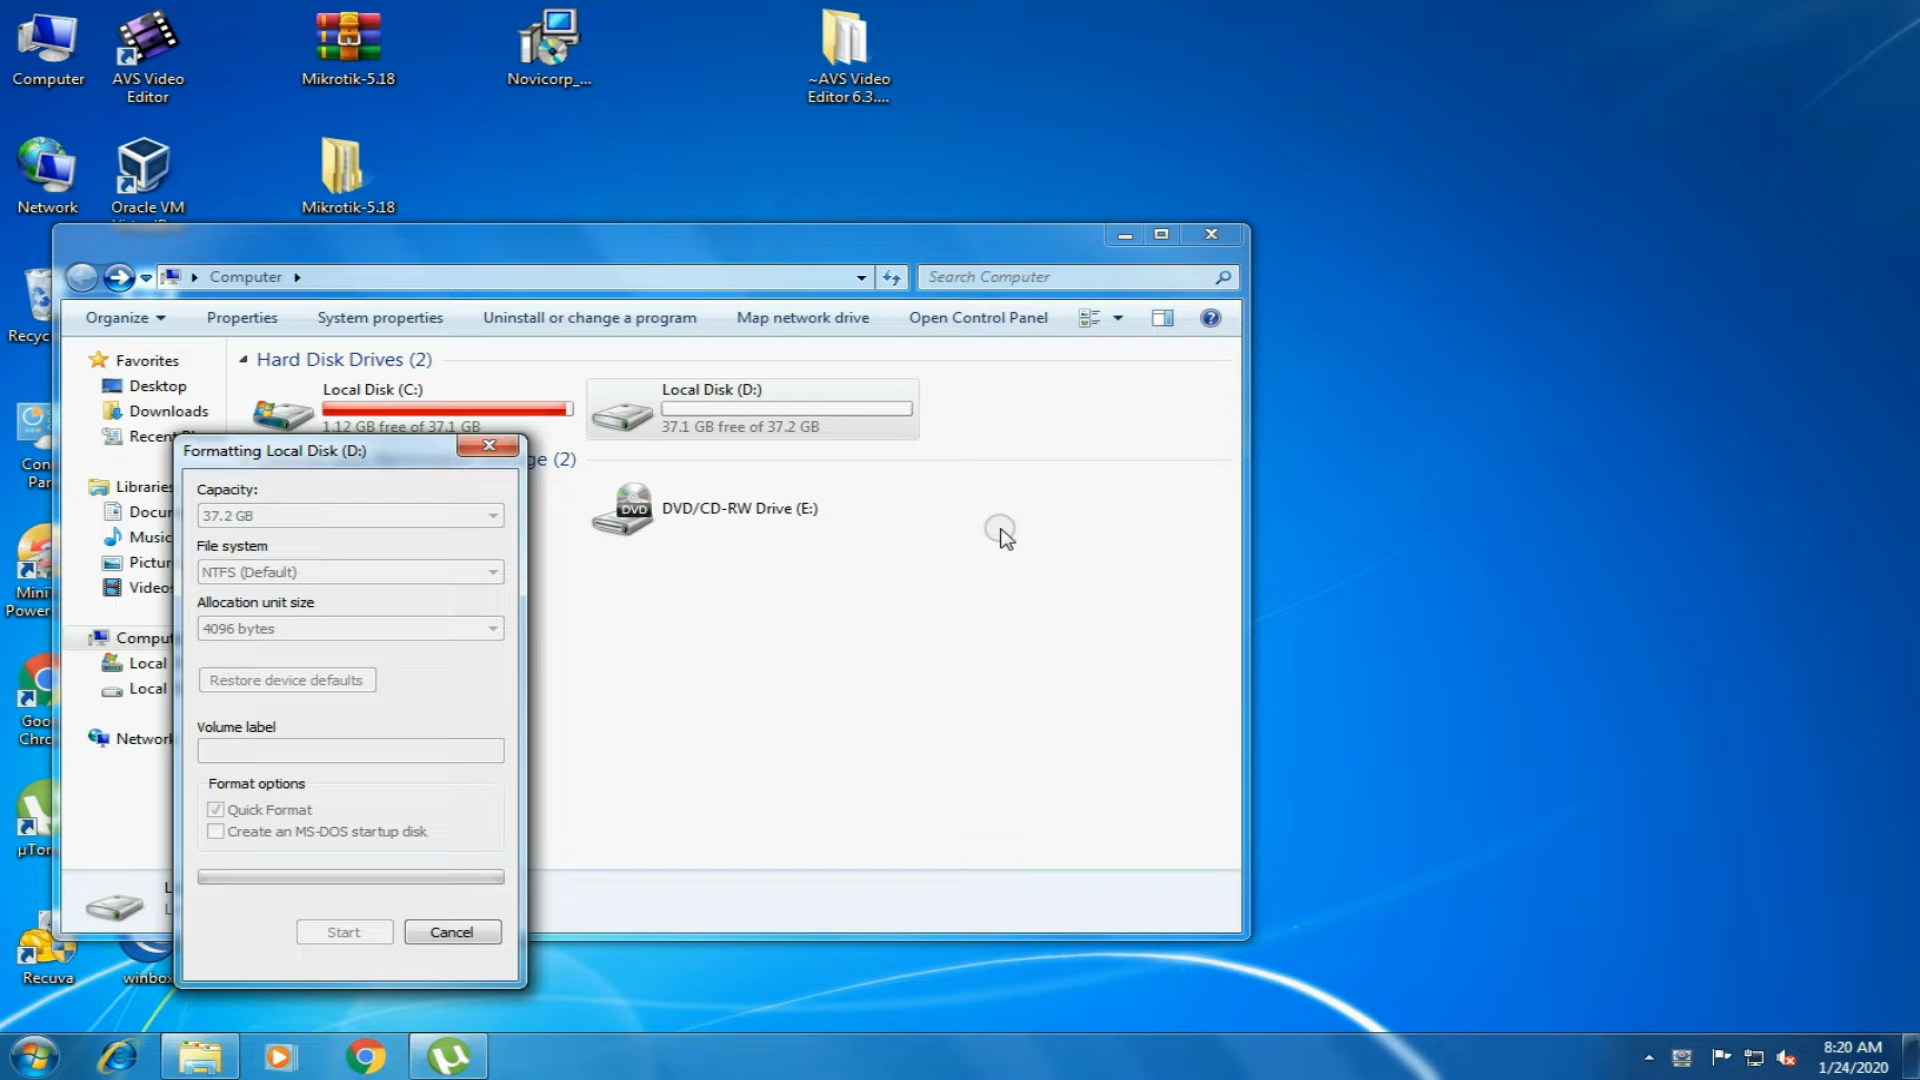 Computer
AVS Video
Editor
Mikrotik-5.18
Novicorp_...
~AVS Video
Editor 6.3....
Network
Oracle VM
Mikrotik-5.18
Computer
Search Computer
Organize
Properties
System properties
Uninstall or change a program
Map network drive
Open Control Panel
Recyc
Favorites
Desktop
Downloads
Recent
Hard Disk Drives (2)
Local Disk (C:)
1.12 GB free of 37.1 GB
Local Disk (D:)
37.1 GB free of 37.2 GB
ge (2)
DVD
DVD/CD-RW Drive (E:)
Con
Par
Libraries
Docu
Music
Pictur
Videos
MiniT
Power
Comput
Local
Local
Network
Goo
Chro
µTor
L
L
Recuva
winbox
Formatting Local Disk (D:)
Capacity:
37.2 GB
File system
NTFS (Default)
Allocation unit size
4096 bytes
Restore device defaults
Volume label
Format options
Quick Format
Create an MS-DOS startup disk
Start
Cancel
8:20 AM
1/24/2020